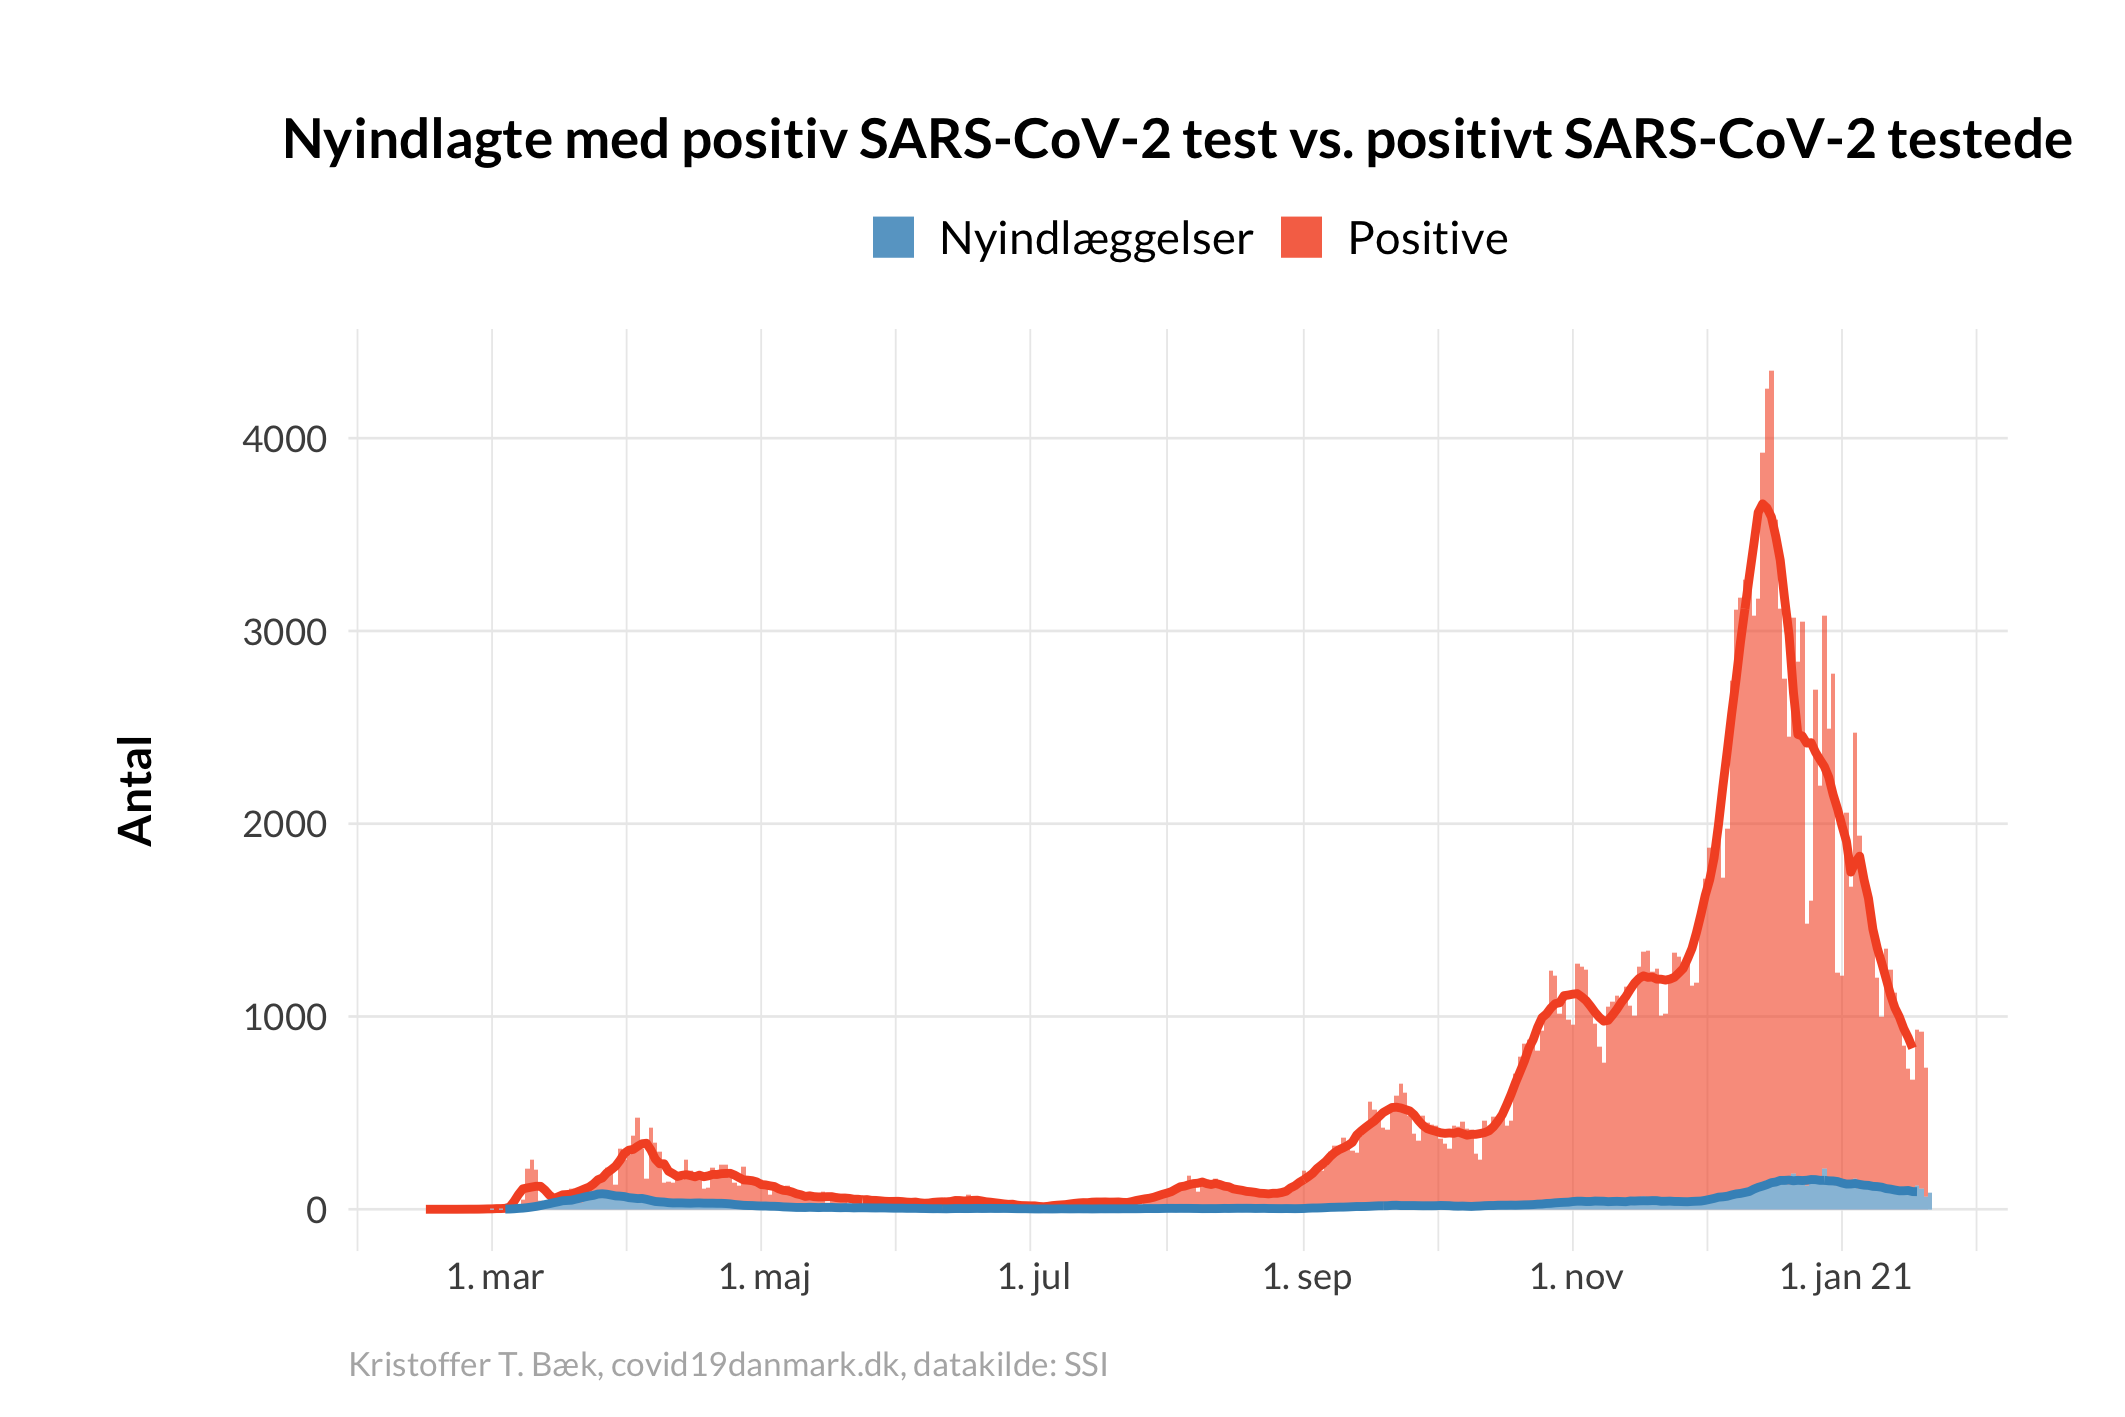 Nyindlagte med positiv SARS-CoV-2 test vs. positivt SARS-CoV-2 testede
Nyindlæggelser Positive
Antal
4000
3000
2000
1000
0
1. mar 1. maj 1. jul 1. sep 1. nov 1. jan 21
Kristoffer T. Bæk, covid19danmark.dk, datakilde: SSI